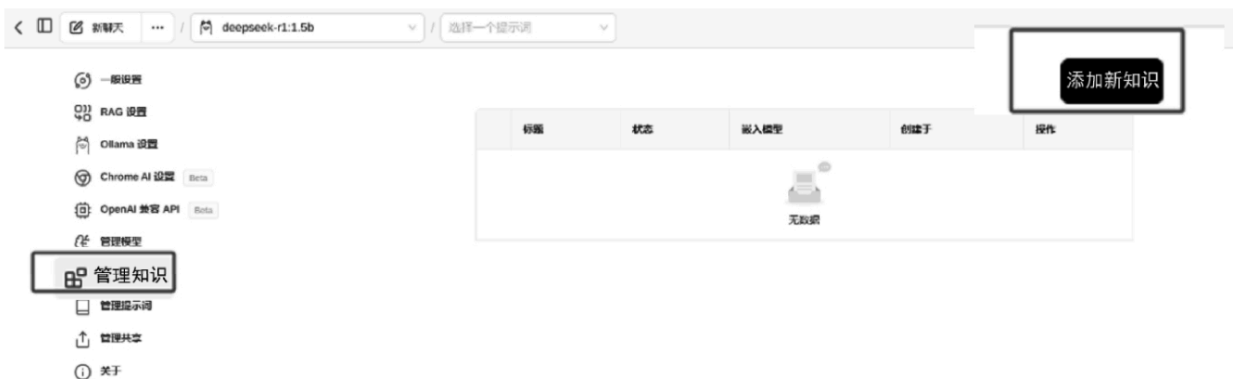 新聊天 ··· / deepseek-r1:1.5b / 选择一个提示词
添加新知识
一般设置
RAG 设置
Ollama 设置
Chrome AI 设置 Beta
OpenAI 兼容 API Beta
管理模型
管理知识
管理提示词
管理共享
关于
标题 状态 嵌入模型 创建于 操作
无数据